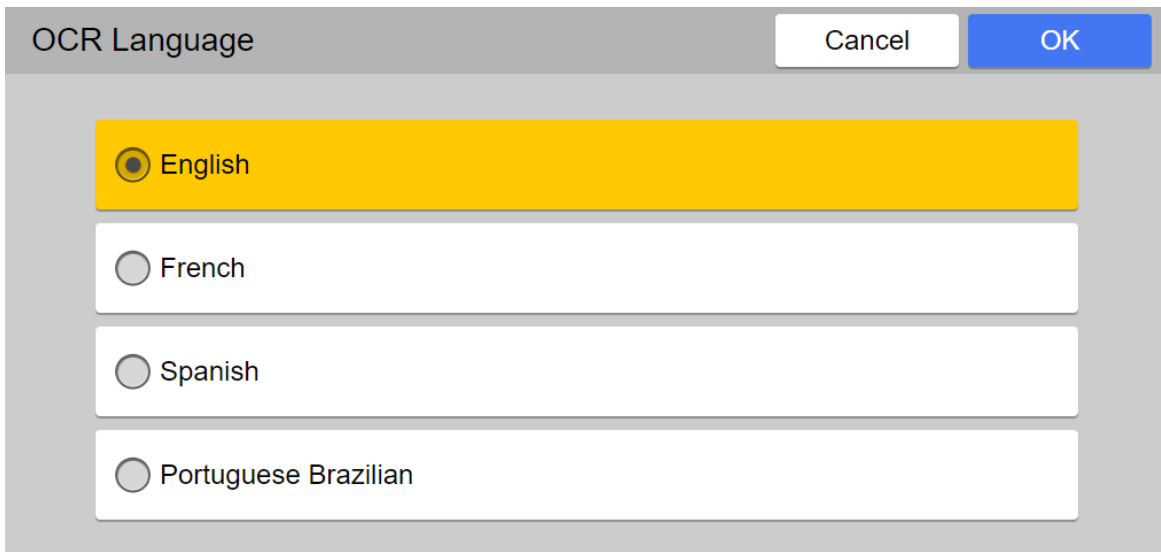 OCR Language
Cancel
OK
English
French
Spanish
Portuguese Brazilian